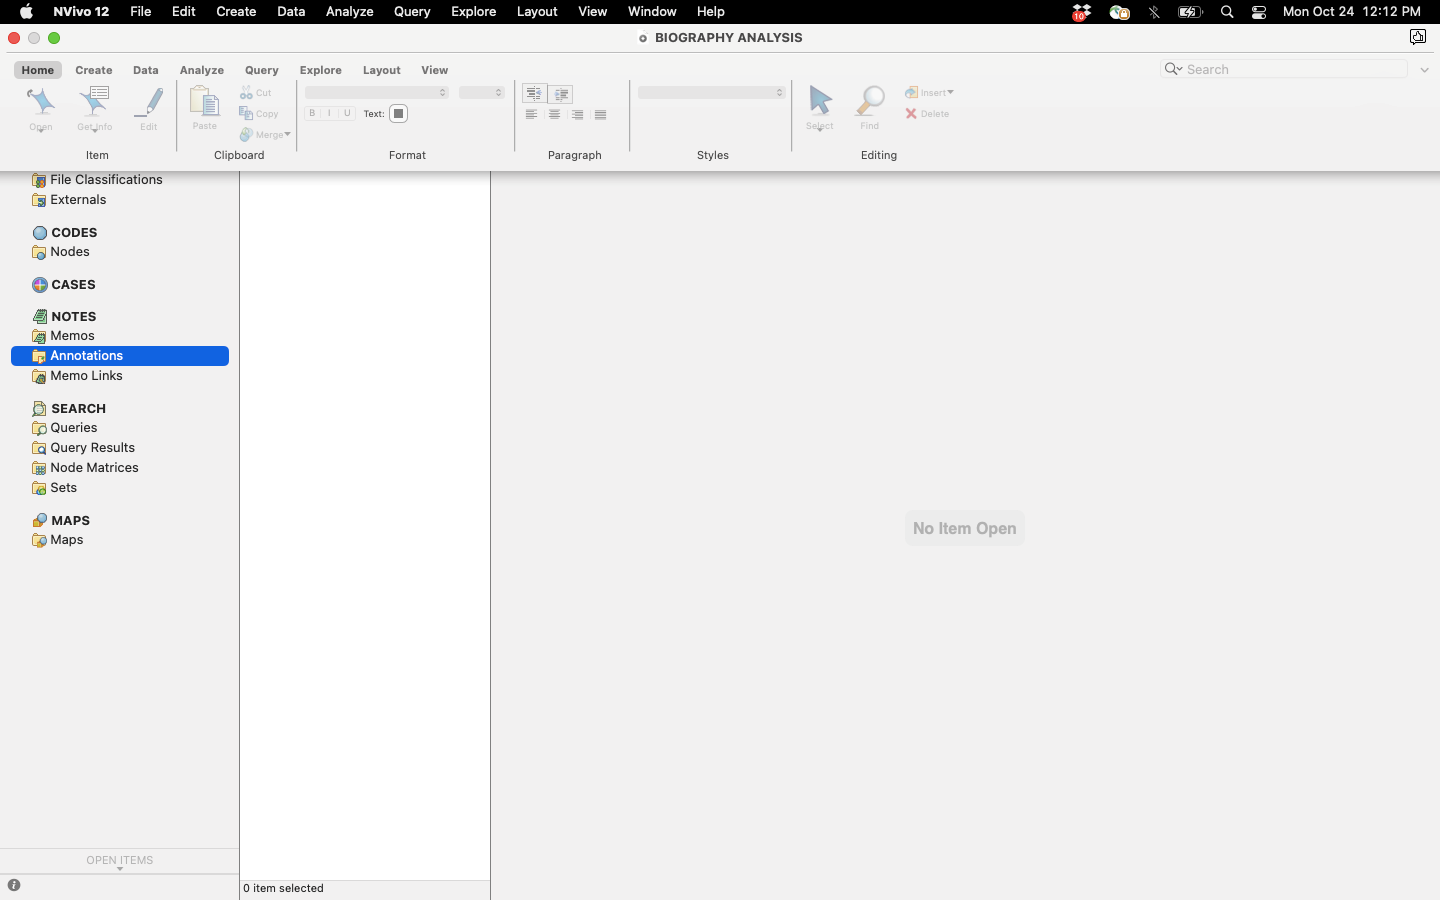 NVivo 12 File Edit Create Data Analyze Query Explore Layout View Window Help 10 Mon Oct 24 12:12 PM
BIOGRAPHY ANALYSIS
Home Create Data Analyze Query Explore Layout View Search
Open Get Info Edit Paste Cut Copy Merge B I U Text: Select Find Insert Delete
Item Clipboard Format Paragraph Styles Editing
File Classifications
Externals
CODES
Nodes
CASES
NOTES
Memos
Annotations
Memo Links
SEARCH
Queries
Query Results
Node Matrices
Sets
MAPS
Maps
No Item Open
OPEN ITEMS
0 item selected